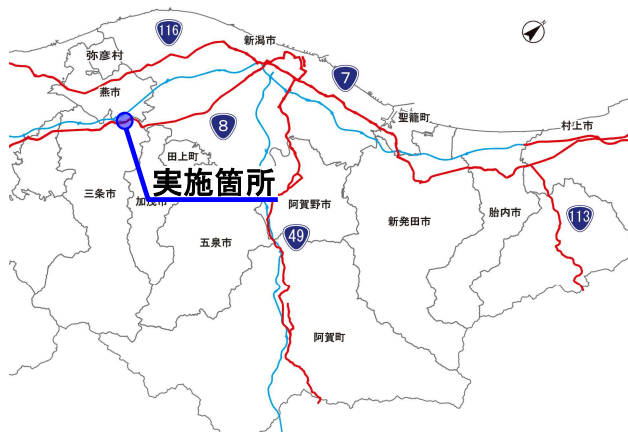 116
新潟市
弥彦村
7
燕市
聖籠町
8
村上市
田上町
実施箇所
三条市
加茂市
阿賀野市
新発田市
胎内市
113
五泉市
49
阿賀町